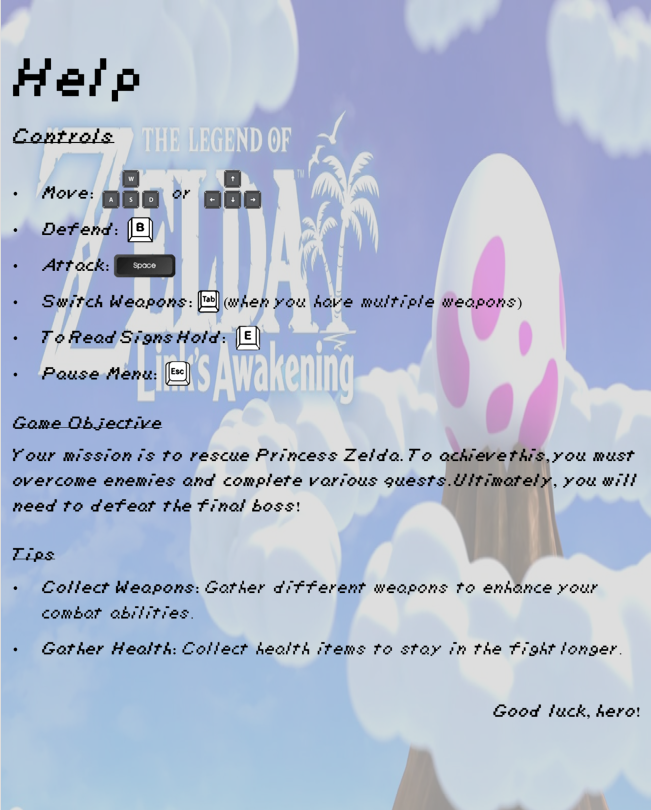 Help
Controls
THE LEGEND OF
ZELDA™
Link's Awakening
• Move: W A S D or ↑ ← ↓ →
• Defend: B
• Attack: Space
• Switch Weapons: Tab (when you have multiple weapons)
• To Read Signs Hold: E
• Pause Menu: Esc
Game Objective
Your mission is to rescue Princess Zelda. To achieve this, you must
overcome enemies and complete various quests. Ultimately, you will
need to defeat the final boss!
Tips
• Collect Weapons: Gather different weapons to enhance your
combat abilities.
• Gather Health: Collect health items to stay in the fight longer.
Good luck, hero!